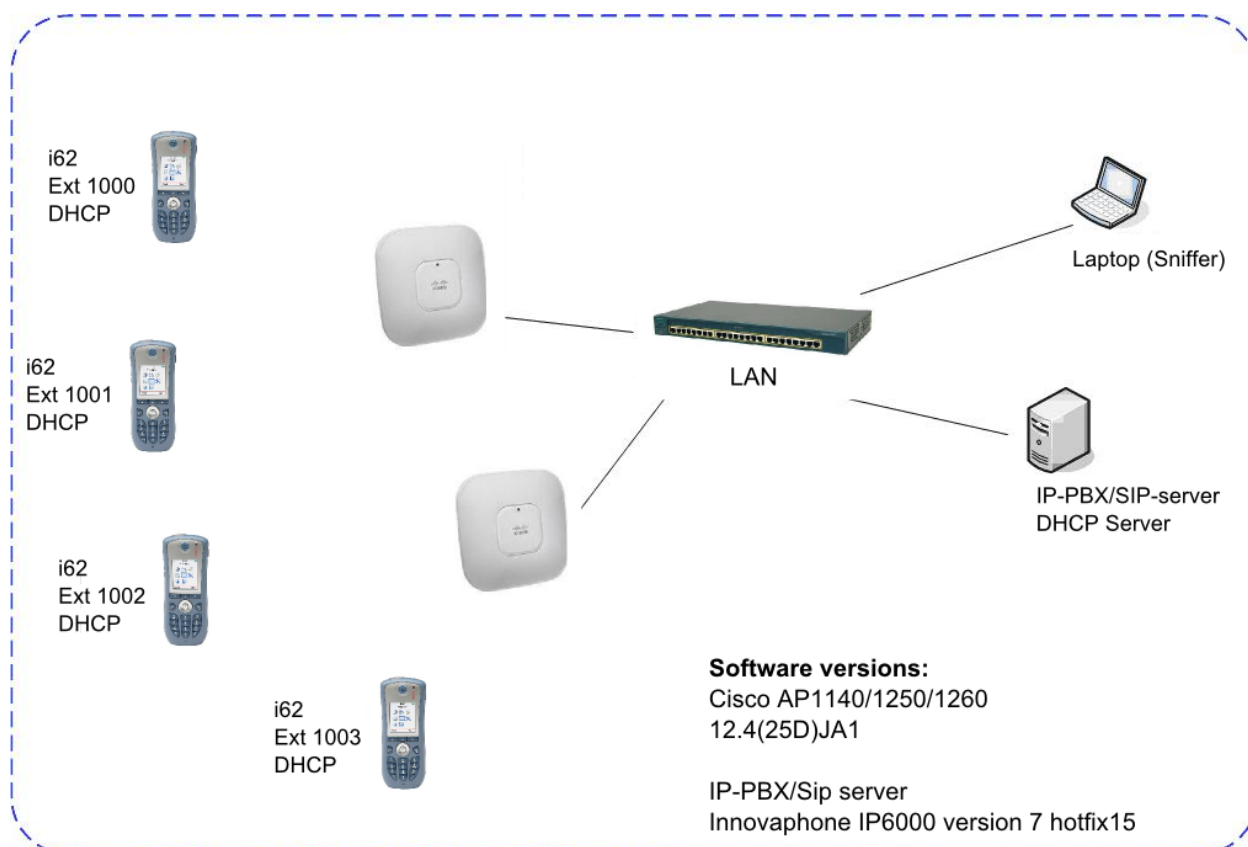 i62
Ext 1000
DHCP
i62
Ext 1001
DHCP
i62
Ext 1002
DHCP
i62
Ext 1003
DHCP
LAN
Laptop (Sniffer)
IP-PBX/SIP-server
DHCP Server
Software versions:
Cisco AP1140/1250/1260
12.4(25D)JA1
IP-PBX/Sip server
Innovaphone IP6000 version 7 hotfix15